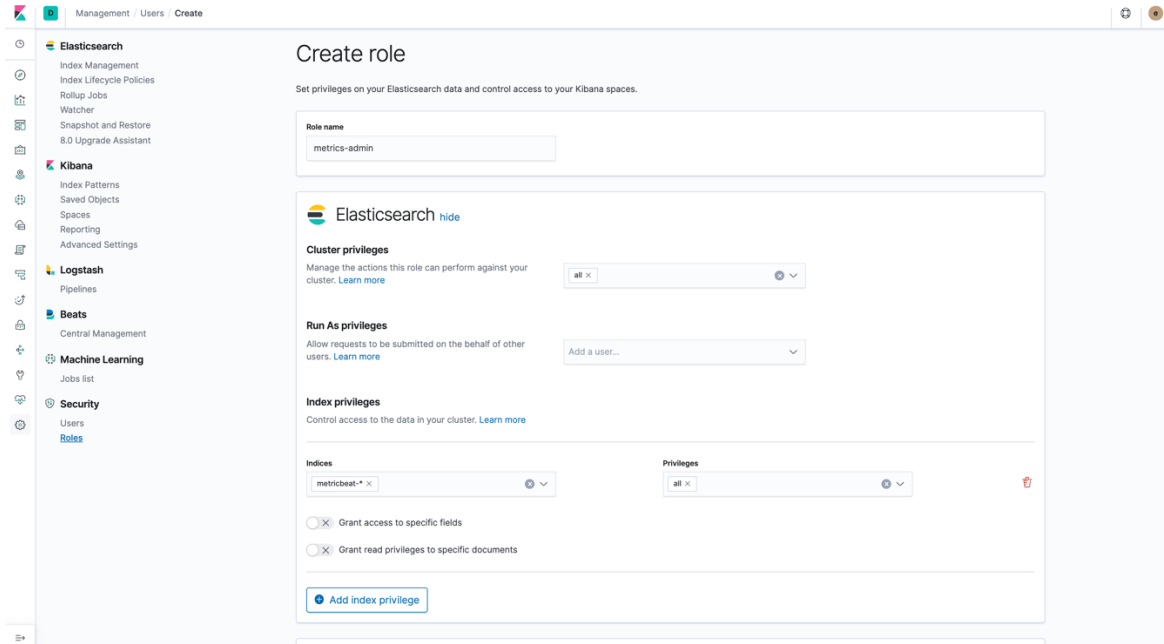 D Management / Users / Create e
Elasticsearch
Index Management
Index Lifecycle Policies
Rollup Jobs
Watcher
Snapshot and Restore
8.0 Upgrade Assistant
Kibana
Index Patterns
Saved Objects
Spaces
Reporting
Advanced Settings
Logstash
Pipelines
Beats
Central Management
Machine Learning
Jobs list
Security
Users
Roles
Create role
Set privileges on your Elasticsearch data and control access to your Kibana spaces.
Role name
metrics-admin
Elasticsearch hide
Cluster privileges
Manage the actions this role can perform against your
cluster. Learn more
all
Run As privileges
Allow requests to be submitted on the behalf of other
users. Learn more
Add a user...
Index privileges
Control access to the data in your cluster. Learn more
Indices
metricbeat-*
Privileges
all
Grant access to specific fields
Grant read privileges to specific documents
Add index privilege